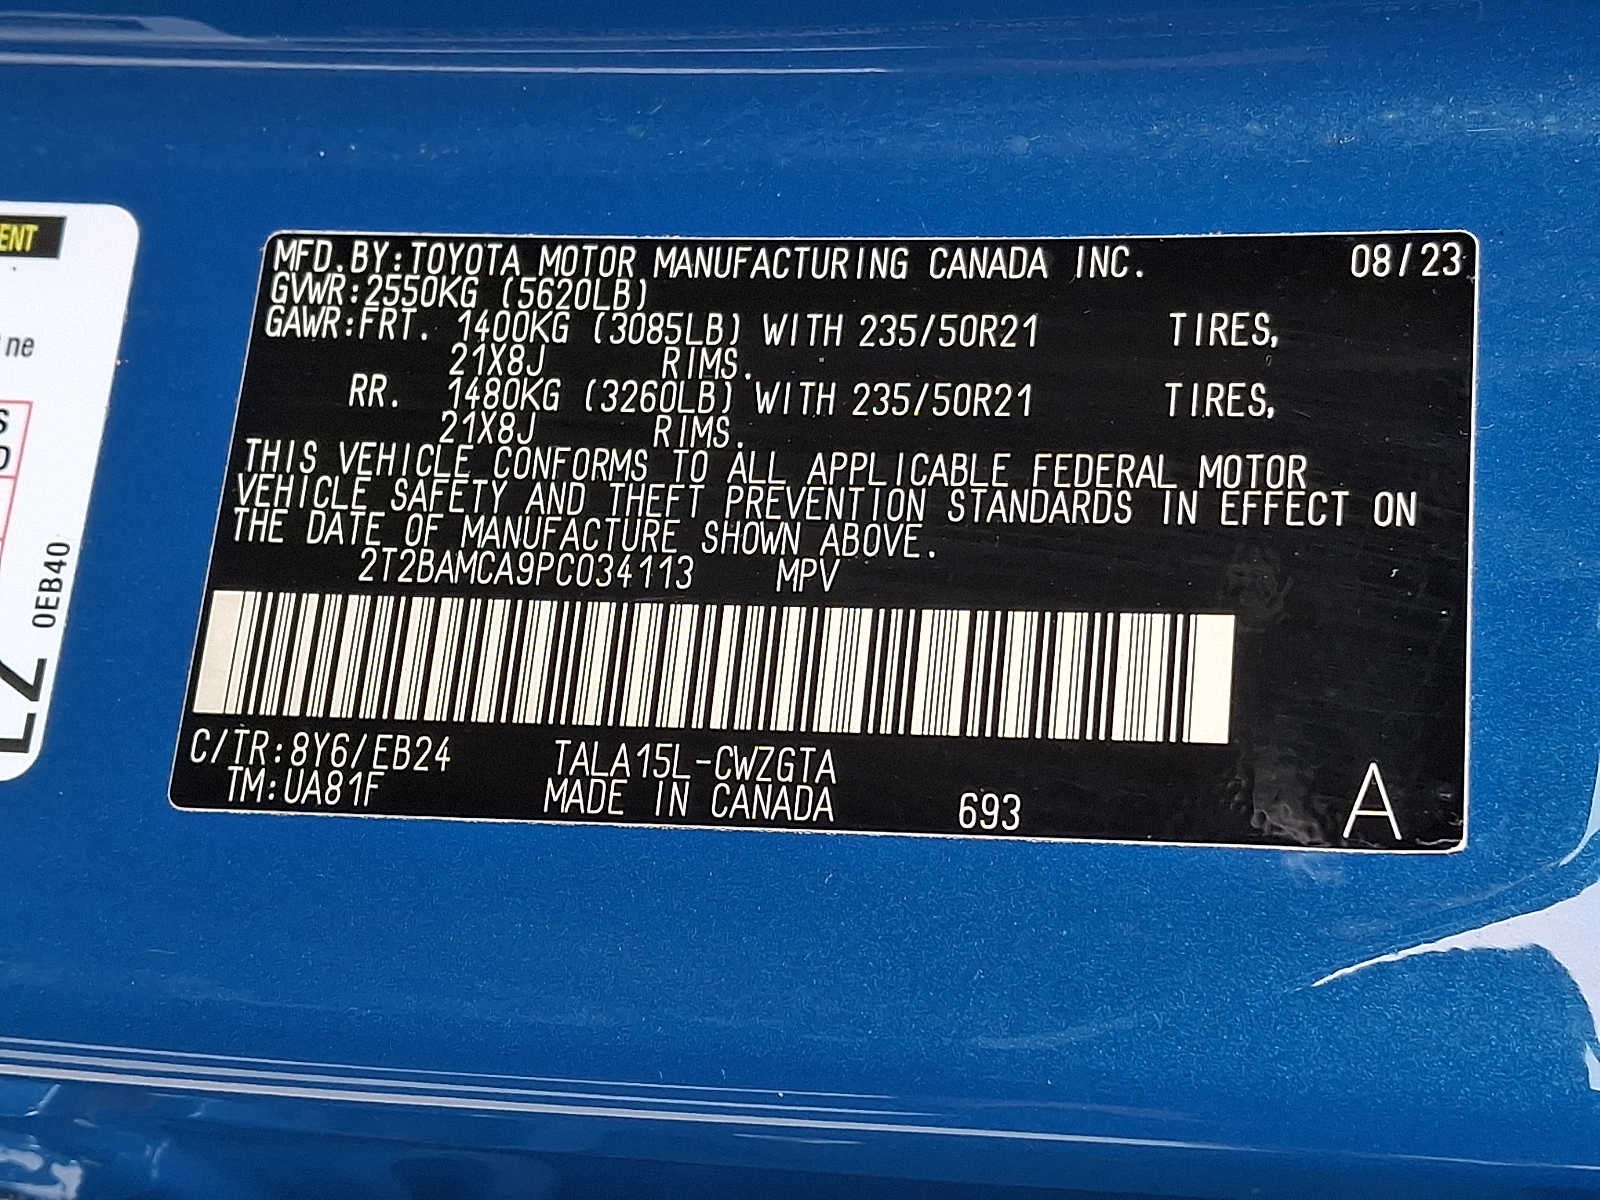 ENT
ne
S
D
0EB40
MFD.BY:TOYOTA MOTOR MANUFACTURING CANADA INC. 08/23
GVWR:2550KG (5620LB)
GAWR:FRT. 1400KG (3085LB) WITH 235/50R21 TIRES,
21X8J RIMS.
RR. 1480KG (3260LB) WITH 235/50R21 TIRES,
21X8J RIMS.
THIS VEHICLE CONFORMS TO ALL APPLICABLE FEDERAL MOTOR
VEHICLE SAFETY AND THEFT PREVENTION STANDARDS IN EFFECT ON
THE DATE OF MANUFACTURE SHOWN ABOVE.
2T2BAMCA9PC034113 MPV
C/TR:8Y6/EB24 TALA15L-CWZGTA
TM:UA81F MADE IN CANADA 693 A